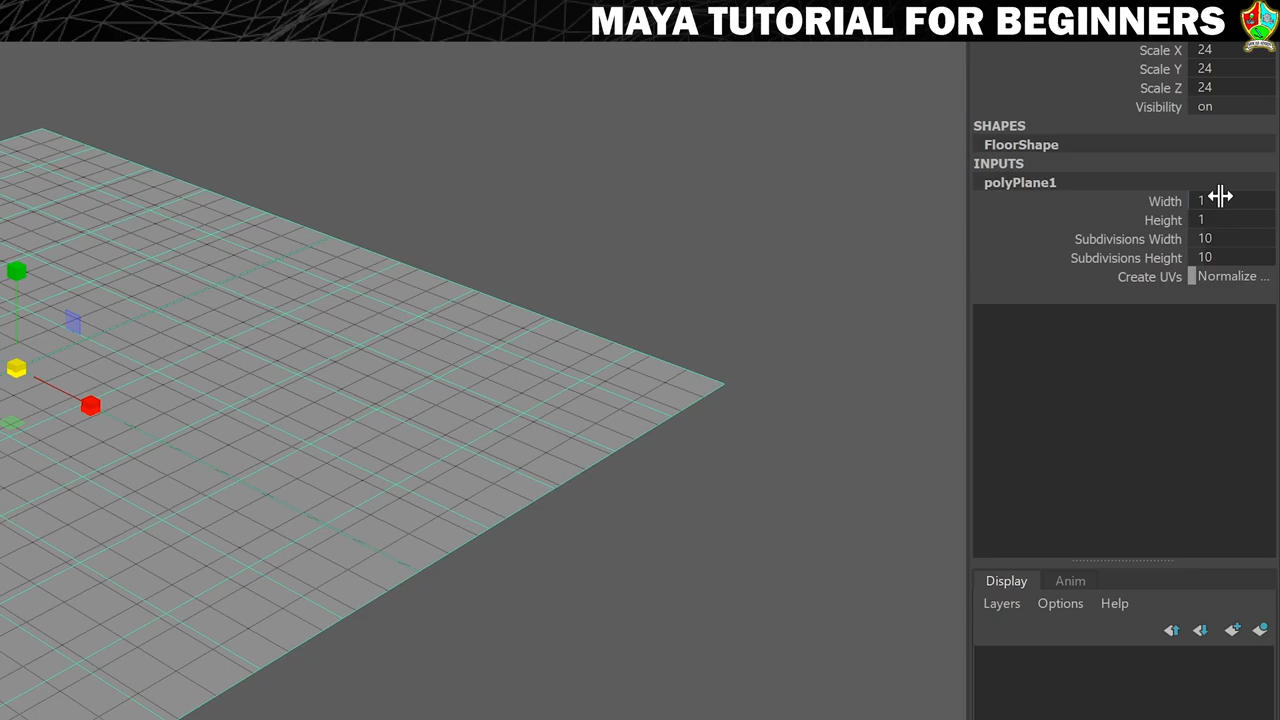 MAYA TUTORIAL FOR BEGINNERS
Scale X 24
Scale Y 24
Scale Z 24
Visibility on
SHAPES
FloorShape
INPUTS
polyPlane1
Width 1
Height 1
Subdivisions Width 10
Subdivisions Height 10
Create UVs Normalize ...
Display Anim
Layers Options Help